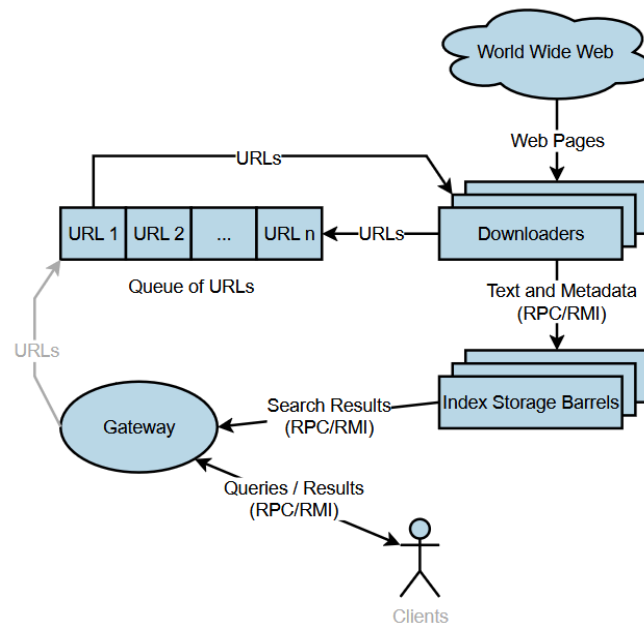 World Wide Web
Web Pages
URLs
URL 1
URL 2
...
URL n
URLs
Downloaders
Queue of URLs
Text and Metadata
(RPC/RMI)
URLs
Index Storage Barrels
Search Results
(RPC/RMI)
Gateway
Queries / Results
(RPC/RMI)
Clients